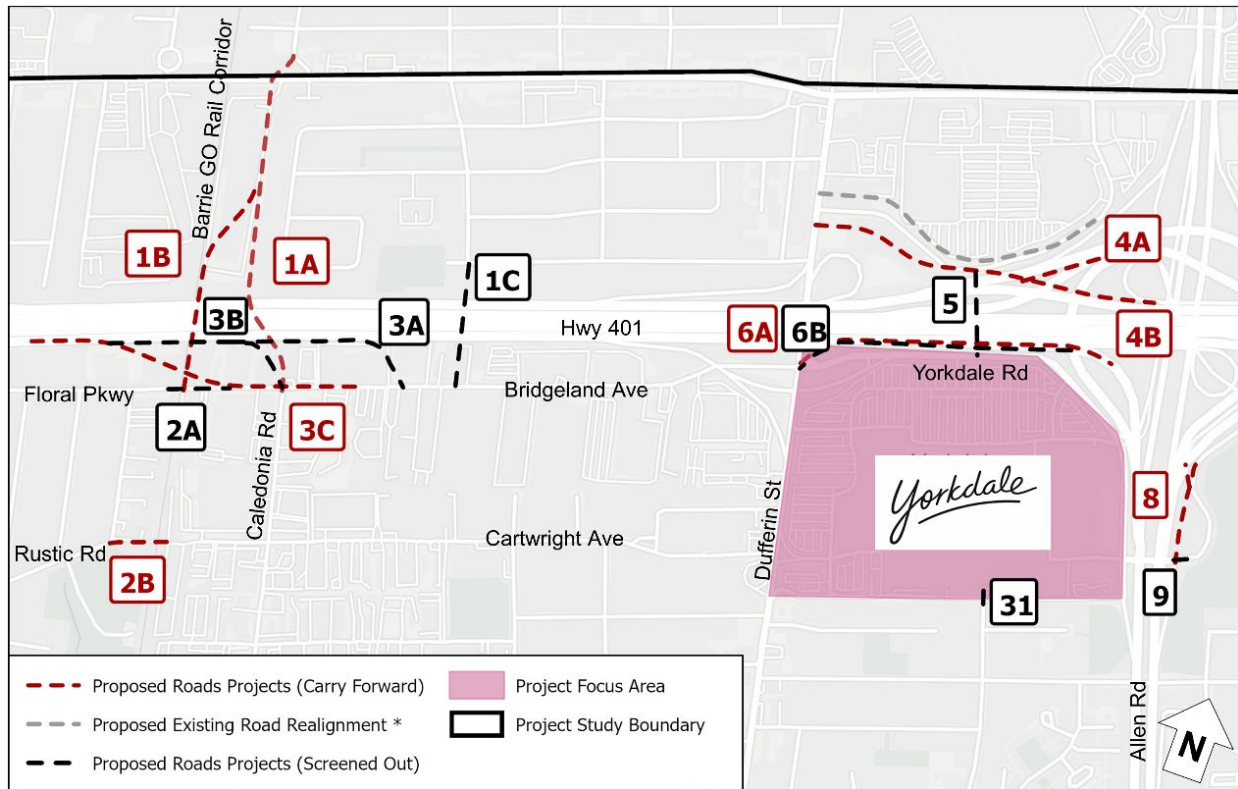 Barrie GO Rail Corridor
1B
1A
1C
4A
3B
3A
5
6A
6B
4B
Hwy 401
Yorkdale Rd
Floral Pkwy
Bridgeland Ave
2A
3C
Caledonia Rd
Yorkdale
8
Dufferin St
Rustic Rd
Cartwright Ave
2B
31
9
Allen Rd
N
Proposed Roads Projects (Carry Forward)
Proposed Existing Road Realignment *
Proposed Roads Projects (Screened Out)
Project Focus Area
Project Study Boundary